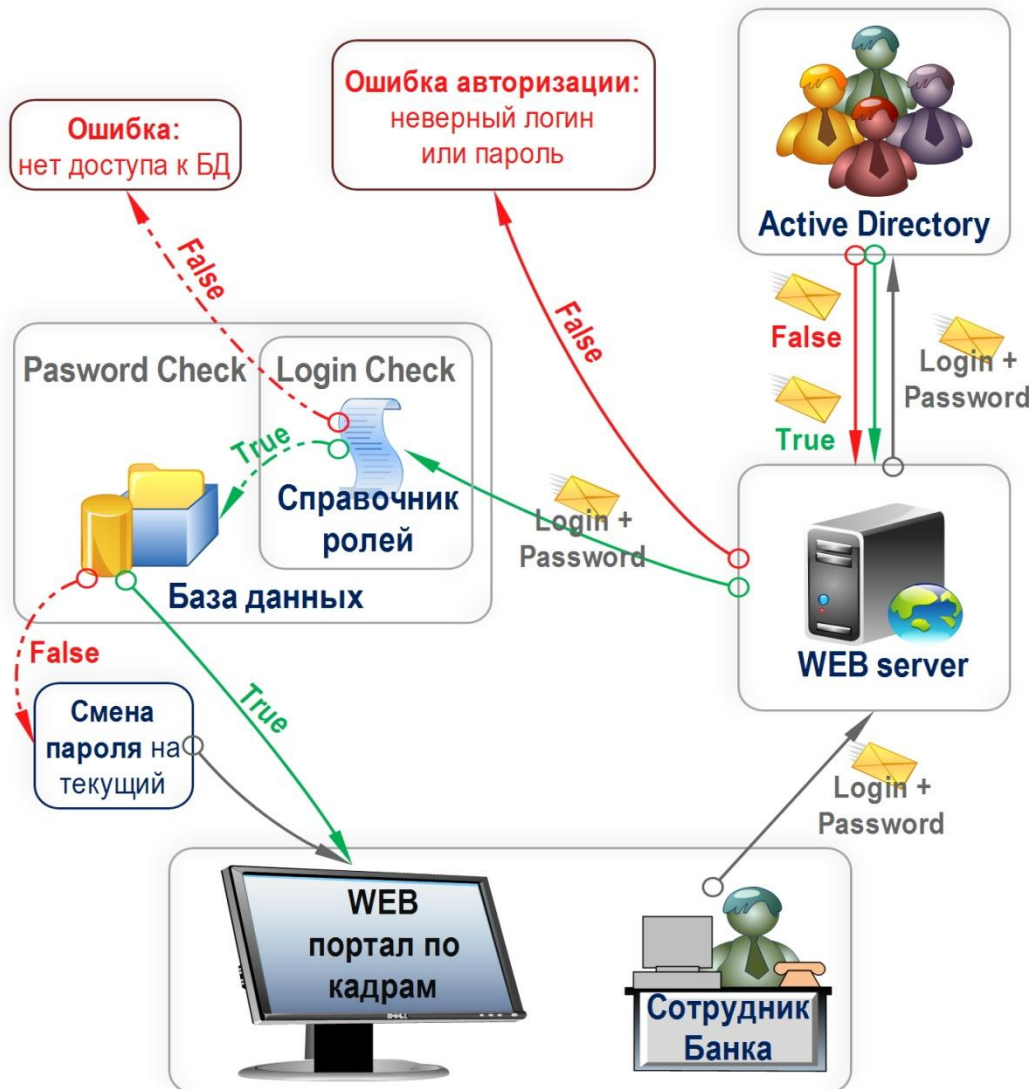 Ошибка:
нет доступа к БД
Ошибка авторизации:
неверный логин
или пароль
Active Directory
False
False
False
True
Login +
Password
Pasword Check
Login Check
True
Справочник
ролей
База данных
Login +
Password
WEB server
False
True
Смена
пароля на
текущий
Login +
Password
WEB
портал по
кадрам
DELL
Сотрудник
Банка